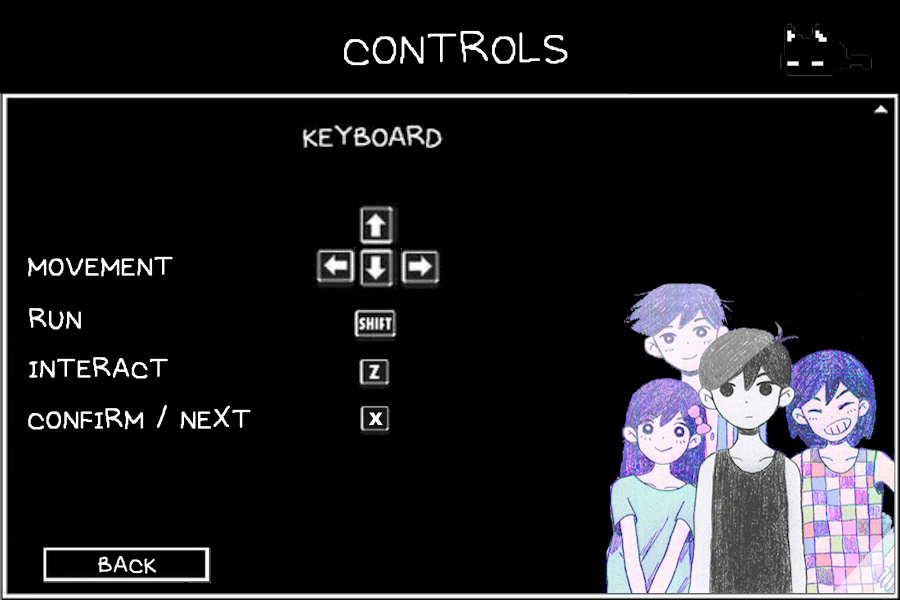 CONTROLS
KEYBOARD
MOVEMENT
RUN SHIFT
INTERACT Z
CONFIRM / NEXT X
BACK